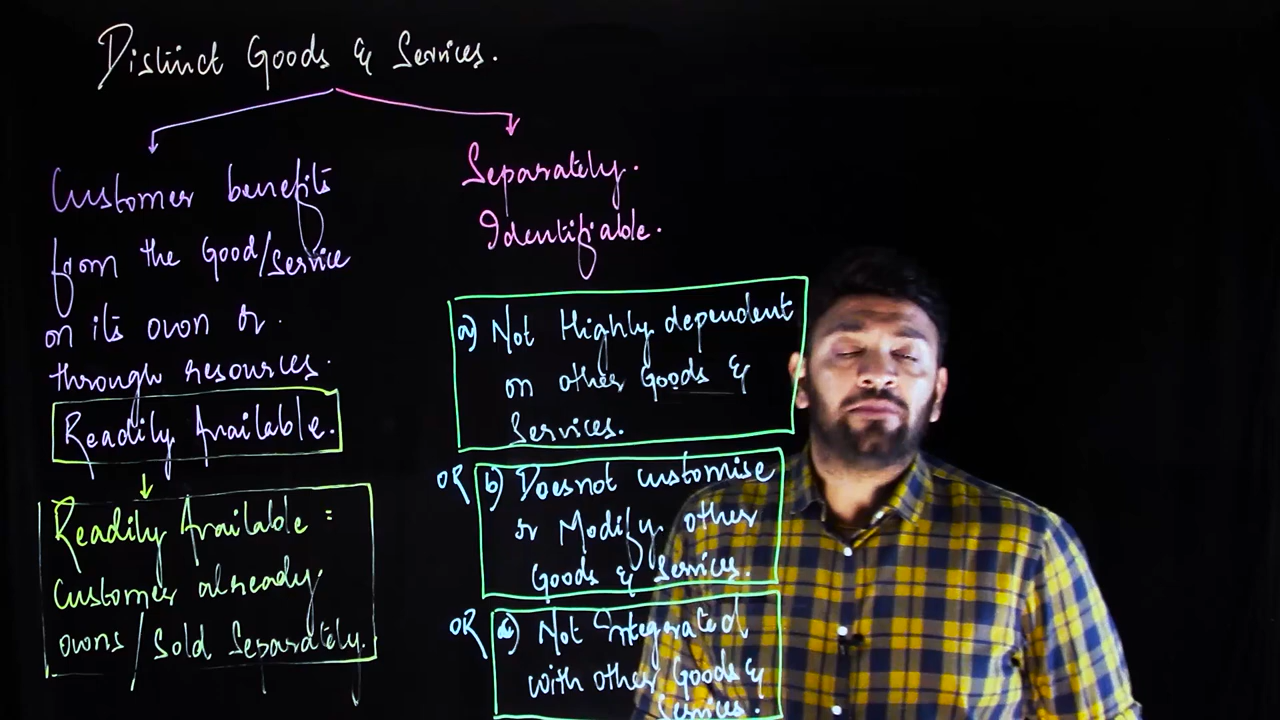 Distinct Goods & Services.
Customer benefits
from the Good/Service
on its own or.
through resources.
Readily Available.
Readily Available =
Customer already
owns/Sold Separately.
Separately.
Identifiable.
a) Not Highly dependent
on other Goods &
Services.
OR b) Does not customise
or Modify other
Goods & Services.
OR c) Not Integrated
with other Goods &
Services.